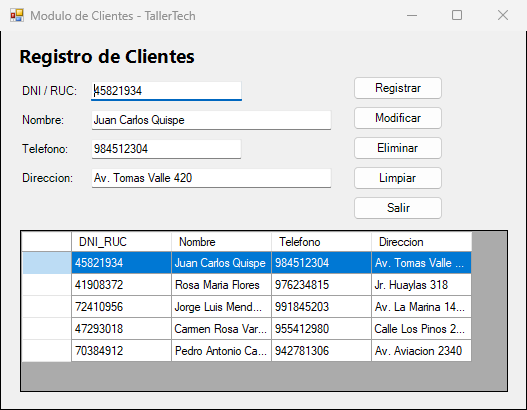 Modulo de Clientes - TallerTech
Registro de Clientes
DNI / RUC: 45821934
Nombre: Juan Carlos Quispe
Telefono: 984512304
Direccion: Av. Tomas Valle 420
Registrar
Modificar
Eliminar
Limpiar
Salir
DNI_RUC Nombre Telefono Direccion
45821934 Juan Carlos Quispe 984512304 Av. Tomas Valle ...
41908372 Rosa Maria Flores 976234815 Jr. Huaylas 318
72410956 Jorge Luis Mend... 991845203 Av. La Marina 14...
47293018 Carmen Rosa Var... 955412980 Calle Los Pinos 2...
70384912 Pedro Antonio Ca... 942781306 Av. Aviacion 2340